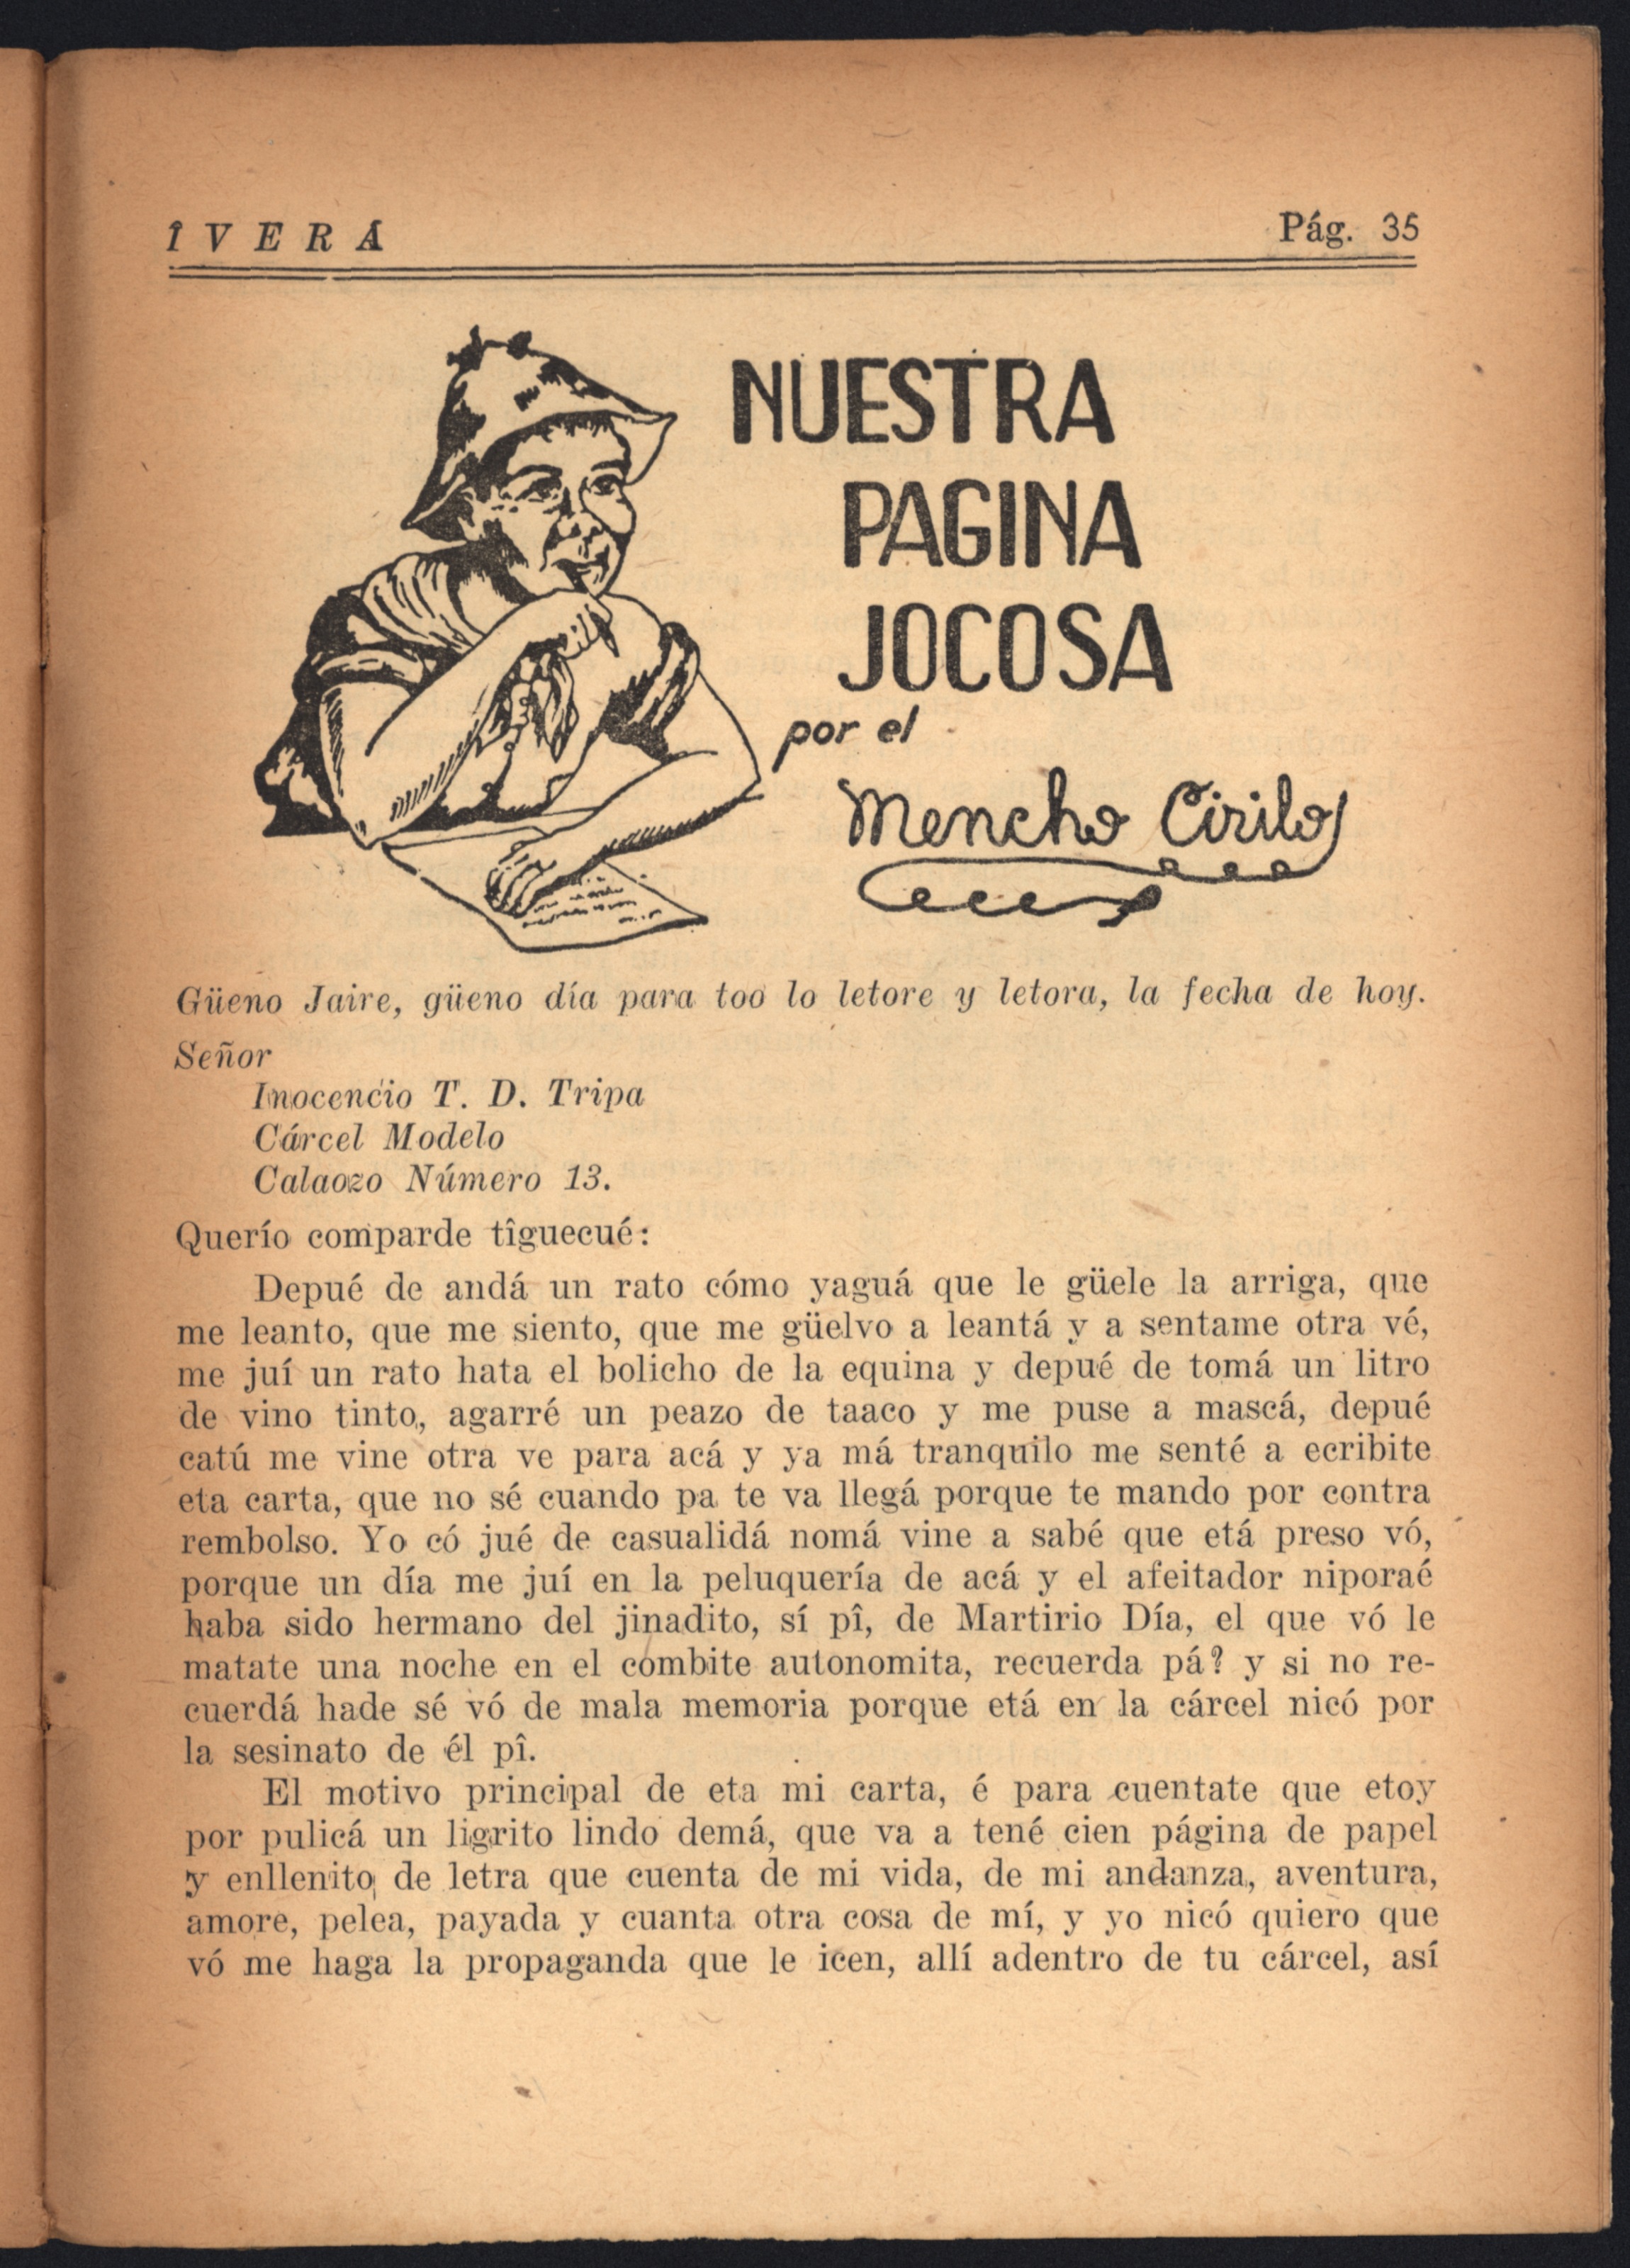 Î V E R Á
Pág. 35
NUESTRA
PAGINA
JOCOSA
por el
Mencho Cirilo
Güeno Jaire, güeno día para too lo letore y letora, la fecha de hoy.
Señor
Inocencio T. D. Tripa
Cárcel Modelo
Calaozo Número 13.
Querío comparde tîguecué:
Depué de andá un rato cómo yaguá que le güele la arriga, que
me leanto, que me siento, que me güelvo a leantá y a sentame otra vé,
me juí un rato hata el bolicho de la equina y depué de tomá un litro
de vino tinto, agarré un peazo de taaco y me puse a mascá, depué
catú me vine otra ve para acá y ya má tranquilo me senté a ecribite
eta carta, que no sé cuando pa te va llegá porque te mando por contra
rembolso. Yo có jué de casualidá nomá vine a sabé que etá preso vó,
porque un día me juí en la peluquería de acá y el afeitador niporaé
haba sido hermano del jinadito, sí pî, de Martirio Día, el que vó le
matate una noche en el combite autonomita, recuerda pá? y si no re-
cuerdá hade sé vó de mala memoria porque etá en la cárcel nicó por
la sesinato de él pî.
El motivo principal de eta mi carta, é para cuentate que etoy
por pulicá un ligrito lindo demá, que va a tené cien página de papel
y enllenito de letra que cuenta de mi vida, de mi andanza, aventura,
amore, pelea, payada y cuanta otra cosa de mí, y yo nicó quiero que
vó me haga la propaganda que le icen, allí adentro de tu cárcel, así